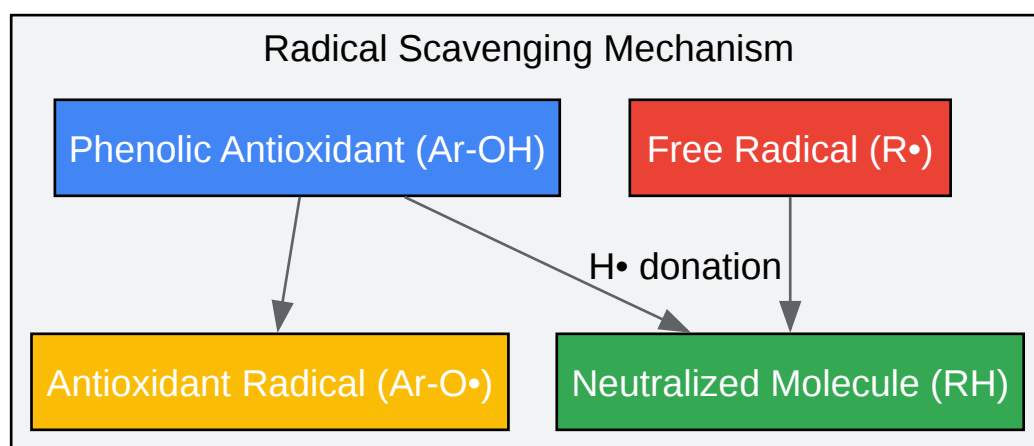 Radical Scavenging Mechanism
Phenolic Antioxidant (Ar-OH)
Free Radical (R•)
H• donation
Antioxidant Radical (Ar-O•)
Neutralized Molecule (RH)